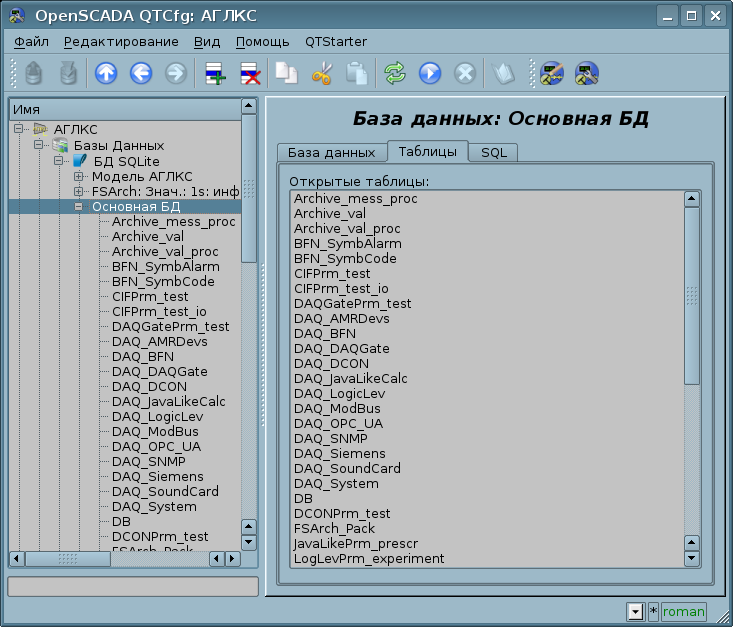 OpenSCADA QTCfg: АГЛКС
Файл Редактирование Вид Помощь QTStarter
Имя
АГЛКС
Базы Данных
БД SQLite
Модель АГЛКС
FSArch: Знач.: 1s: инф
Основная БД
Archive_mess_proc
Archive_val
Archive_val_proc
BFN_SymbAlarm
BFN_SymbCode
CIFPrm_test
CIFPrm_test_io
DAQGatePrm_test
DAQ_AMRDevs
DAQ_BFN
DAQ_DAQGate
DAQ_DCON
DAQ_JavaLikeCalc
DAQ_LogicLev
DAQ_ModBus
DAQ_OPC_UA
DAQ_SNMP
DAQ_Siemens
DAQ_SoundCard
DAQ_System
DB
DCONPrm_test
FSArch_Pack
База данных: Основная БД
База данных Таблицы SQL
Открытые таблицы:
Archive_mess_proc
Archive_val
Archive_val_proc
BFN_SymbAlarm
BFN_SymbCode
CIFPrm_test
CIFPrm_test_io
DAQGatePrm_test
DAQ_AMRDevs
DAQ_BFN
DAQ_DAQGate
DAQ_DCON
DAQ_JavaLikeCalc
DAQ_LogicLev
DAQ_ModBus
DAQ_OPC_UA
DAQ_SNMP
DAQ_Siemens
DAQ_SoundCard
DAQ_System
DB
DCONPrm_test
FSArch_Pack
JavaLikePrm_prescr
LogLevPrm_experiment
* roman